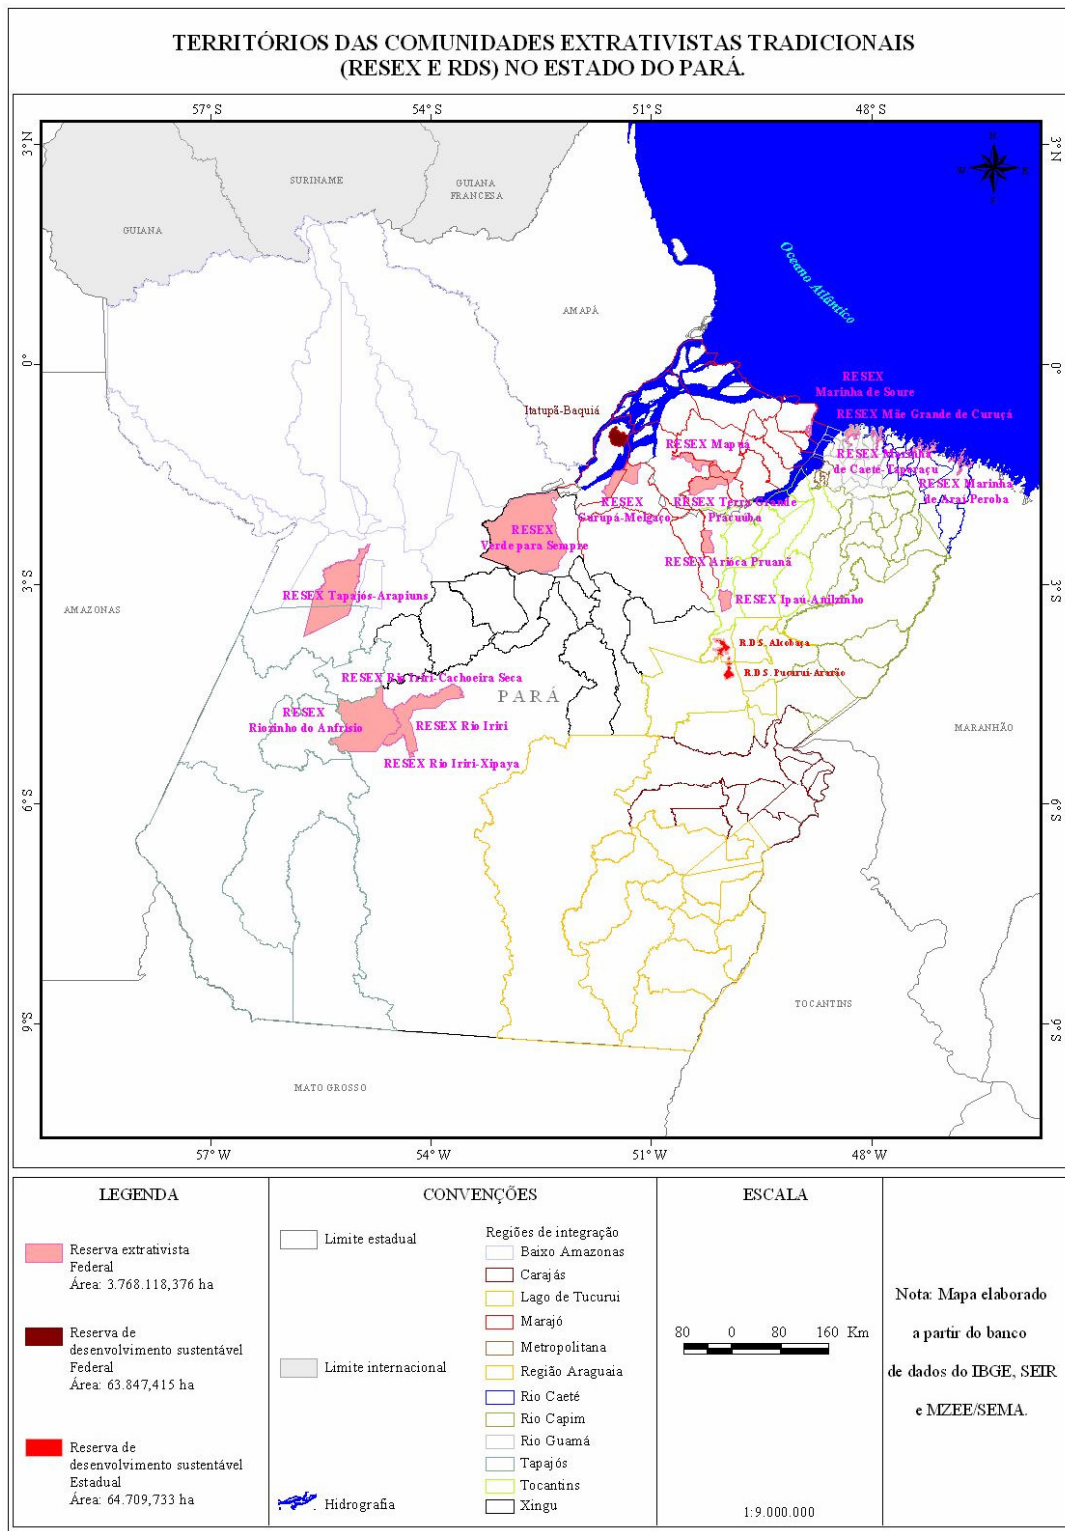 TERRITÓRIOS DAS COMUNIDADES EXTRATIVISTAS TRADICIONAIS
(RESEX E RDS) NO ESTADO DO PARÁ.
57° S
54° S
51° S
48° S
3°N
3°N
N
W
E
S
SURINAME
GUIANA
FRANCESA
GUIANA
AMAPÁ
Oceano Atlântico
0°
0°
RESEX
Marinha de Soure
Itatupã-Baquiá
RESEX Mãe Grande de Curuçá
RESEX Mapuá
RESEX Marinha
de Caeté-Taperaçu
RESEX Marinha
de Araí Peroba
RESEX
Gurupá-Melgaço
RESEX Terra Grande
Pracuúba
RESEX
Verde para Sempre
RESEX Arióca Pruanã
3°S
3°S
RESEX Tapajós-Arapiuns
RESEX Ipaú-Anilzinho
AMAZONAS
R.D.S. Alcobaça
R.D.S. Pucuruí-Ararão
RESEX Rio Iriri-Cachoeira Seca
PARÁ
RESEX
Riozinho do Anfrísio
RESEX Rio Iriri
MARANHÃO
RESEX Rio Iriri-Xipaya
6°S
6°S
TOCANTINS
9°S
9°S
MATO GROSSO
57°W
54°W
51°W
48°W
LEGENDA
Reserva extrativista
Federal
Área: 3.768.118,376 ha
Reserva de
desenvolvimento sustentável
Federal
Área: 63.847,415 ha
Reserva de
desenvolvimento sustentável
Estadual
Área: 64.709,733 ha
CONVENÇÕES
Limite estadual
Limite internacional
Hidrografia
Regiões de integração
Baixo Amazonas
Carajás
Lago de Tucurui
Marajó
Metropolitana
Região Araguaia
Rio Caeté
Rio Capim
Rio Guamá
Tapajós
Tocantins
Xingu
ESCALA
80 0 80 160 Km
1:9.000.000
Nota: Mapa elaborado
a partir do banco
de dados do IBGE, SEIR
e MZEE/SEMA.